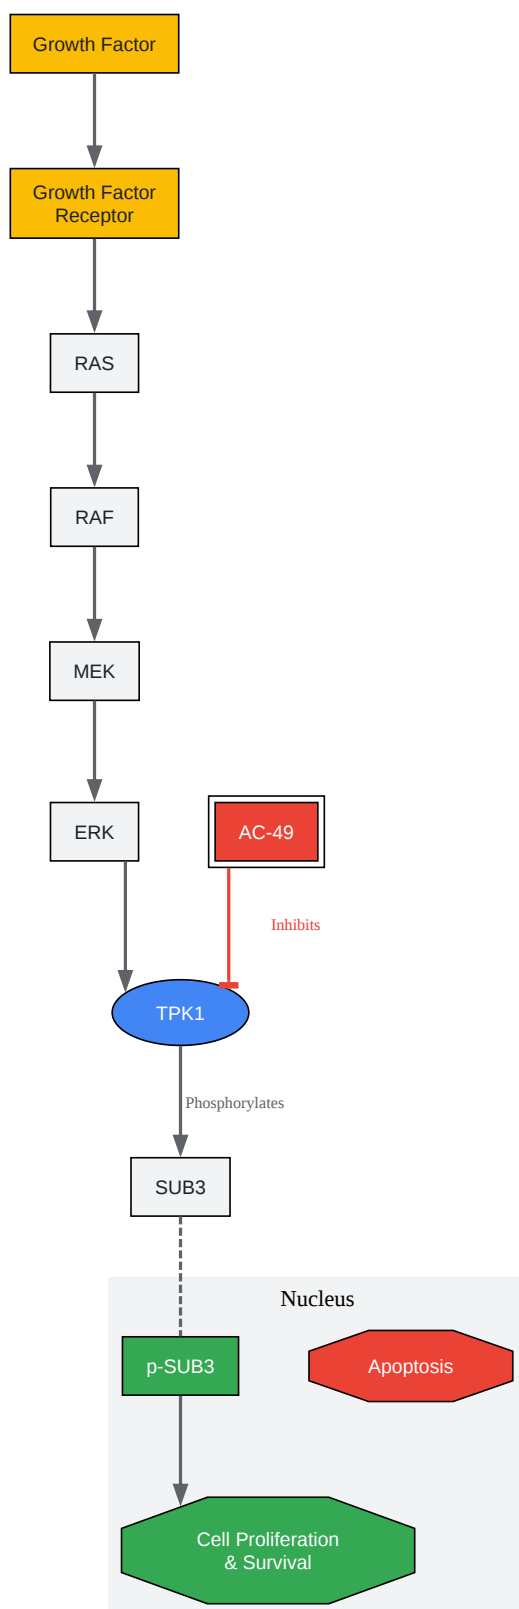 Growth Factor
Growth Factor
Receptor
RAS
RAF
MEK
ERK
AC-49
Inhibits
TPK1
Phosphorylates
SUB3
Nucleus
p-SUB3
Apoptosis
Cell Proliferation
& Survival